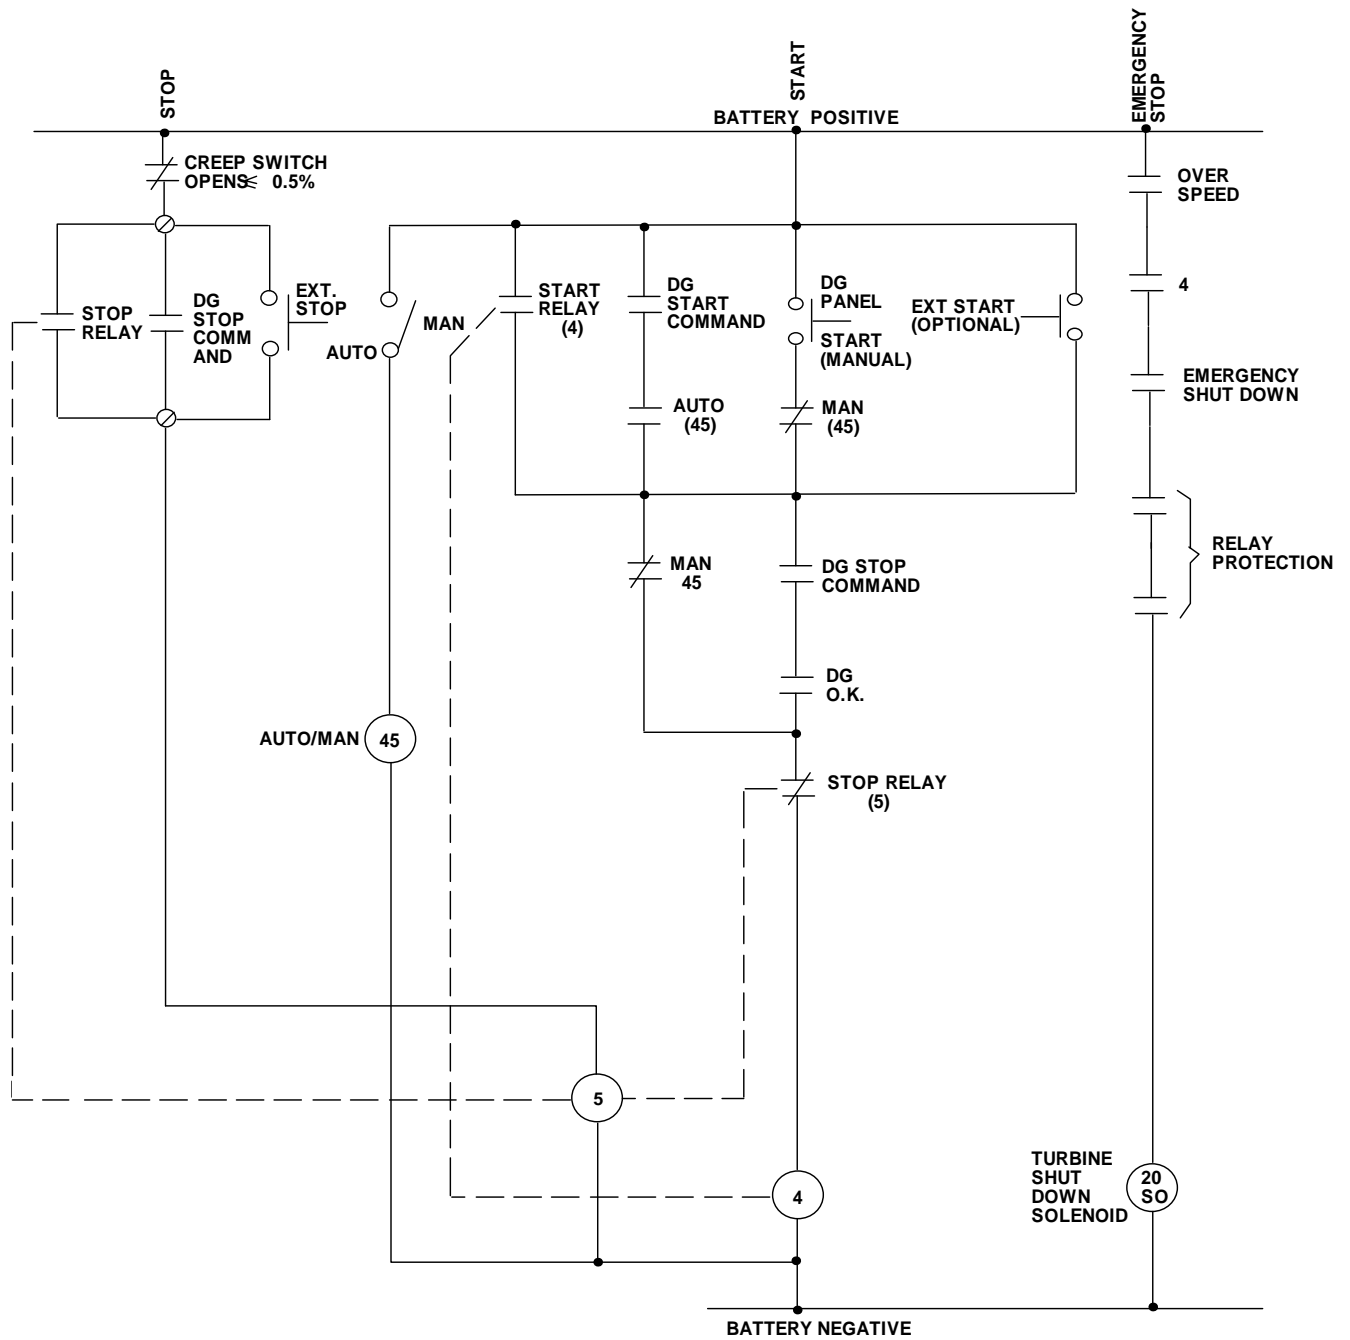 STOP
START
EMERGENCY
STOP
BATTERY POSITIVE
CREEP SWITCH
OPENS ⋜ 0.5%
OVER
SPEED
STOP
RELAY
DG
STOP
COMM
AND
EXT.
STOP
MAN
AUTO
START
RELAY
(4)
DG
START
COMMAND
DG
PANEL
START
(MANUAL)
EXT START
(OPTIONAL)
4
EMERGENCY
SHUT DOWN
AUTO
(45)
MAN
(45)
MAN
45
DG STOP
COMMAND
RELAY
PROTECTION
DG
O.K.
AUTO/MAN
45
STOP RELAY
(5)
5
4
TURBINE
SHUT
DOWN
SOLENOID
20
SO
BATTERY NEGATIVE